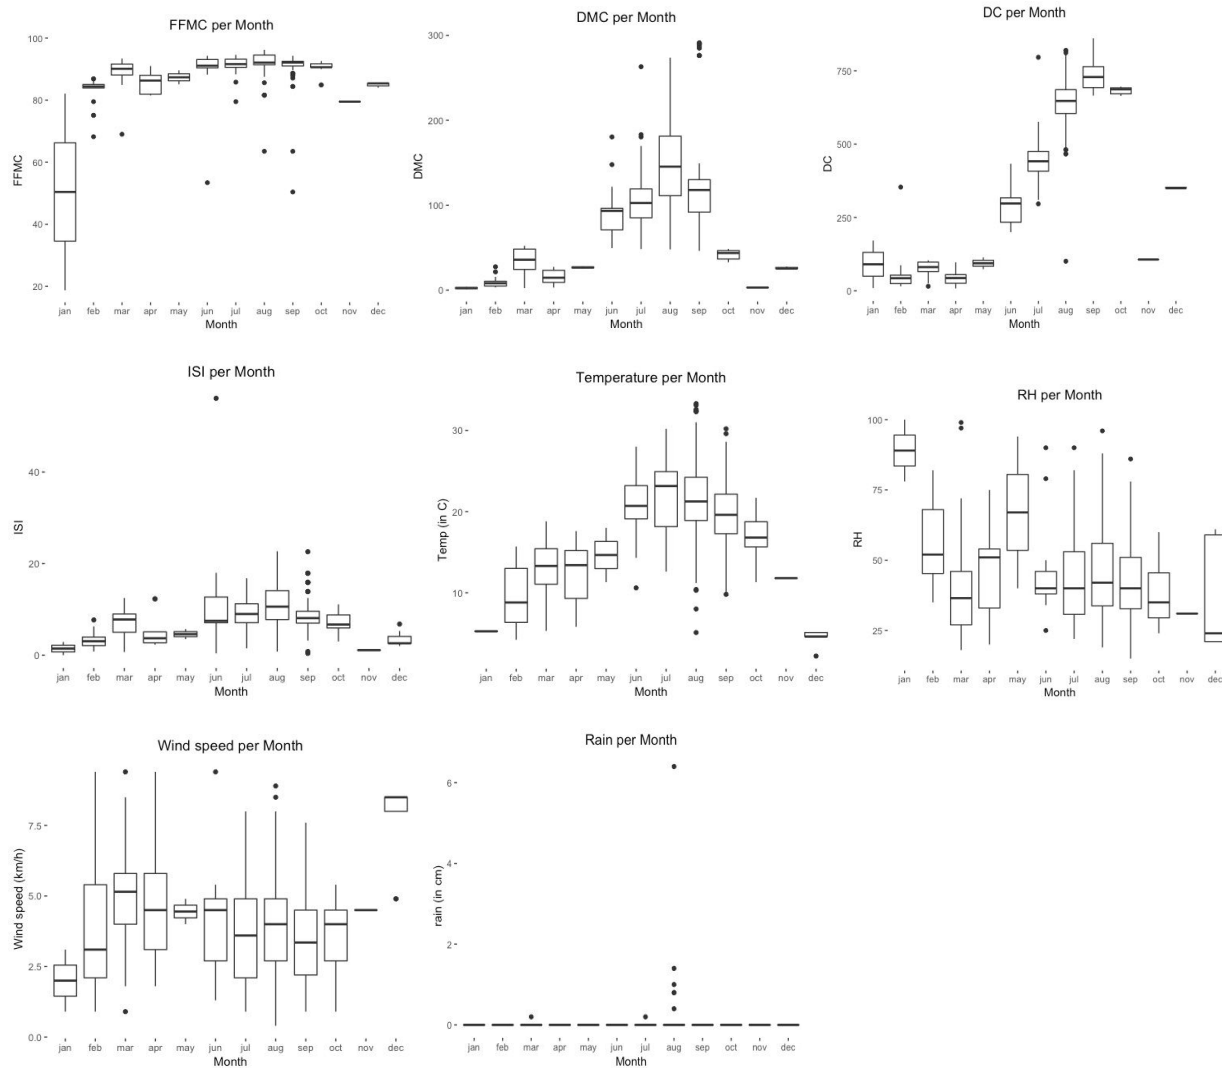 FFMC per Month
100
80
60
40
20
FFMC
jan feb mar apr may jun jul aug sep oct nov dec
Month
DMC per Month
300
200
100
0
DMC
jan feb mar apr may jun jul aug sep oct nov dec
Month
DC per Month
750
500
250
0
DC
jan feb mar apr may jun jul aug sep oct nov dec
Month
ISI per Month
40
20
0
ISI
jan feb mar apr may jun jul aug sep oct nov dec
Month
Temperature per Month
30
20
10
Temp (in C)
jan feb mar apr may jun jul aug sep oct nov dec
Month
RH per Month
100
75
50
25
RH
jan feb mar apr may jun jul aug sep oct nov dec
Month
Wind speed per Month
7.5
5.0
2.5
0.0
Wind speed (km/h)
jan feb mar apr may jun jul aug sep oct nov dec
Month
Rain per Month
6
4
2
0
rain (in cm)
jan feb mar apr may jun jul aug sep oct nov dec
Month